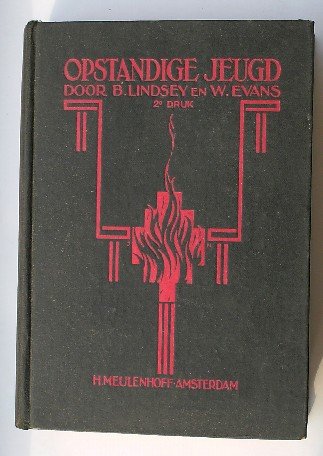 OPSTANDIGE JEUGD
DOOR B. LINDSEY EN W. EVANS
2E DRUK
H. MEULENHOFF · AMSTERDAM